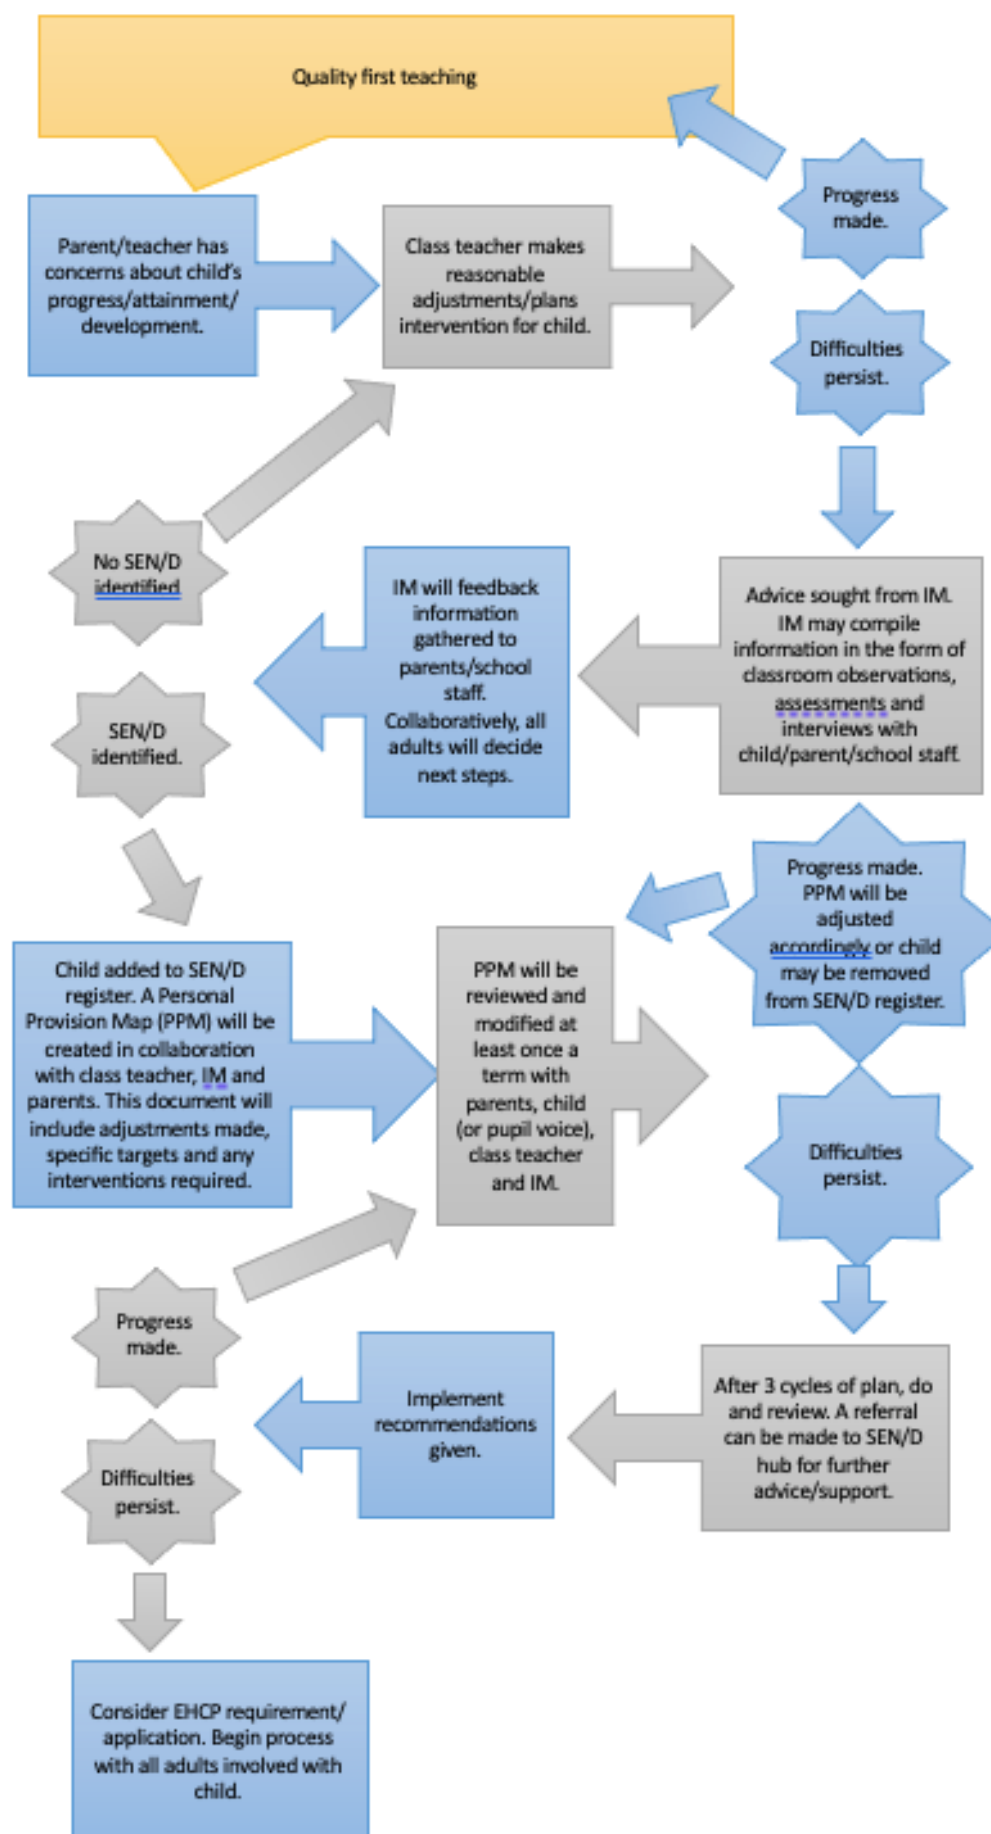 Quality first teaching
Progress
made.
Parent/teacher has
concerns about child's
progress/attainment/
development.
Class teacher makes
reasonable
adjustments/plans
intervention for child.
Difficulties
persist.
No SEN/D
identified
IM will feedback
information
gathered to
parents/school
staff.
Collaboratively, all
adults will decide
next steps.
Advice sought from IM.
IM may compile
information in the form of
classroom observations,
assessments and
interviews with
child/parent/school staff.
SEN/D
identified.
Progress made.
PPM will be
adjusted
accordingly or child
may be removed
from SEN/D register.
Child added to SEN/D
register. A Personal
Provision Map (PPM) will be
created in collaboration
with class teacher, IM and
parents. This document will
include adjustments made,
specific targets and any
interventions required.
PPM will be
reviewed and
modified at
least once a
term with
parents, child
(or pupil voice),
class teacher
and IM.
Difficulties
persist.
Progress
made.
Implement
recommendations
given.
After 3 cycles of plan, do
and review. A referral
can be made to SEN/D
hub for further
advice/support.
Difficulties
persist.
Consider EHCP requirement/
application. Begin process
with all adults involved with
child.